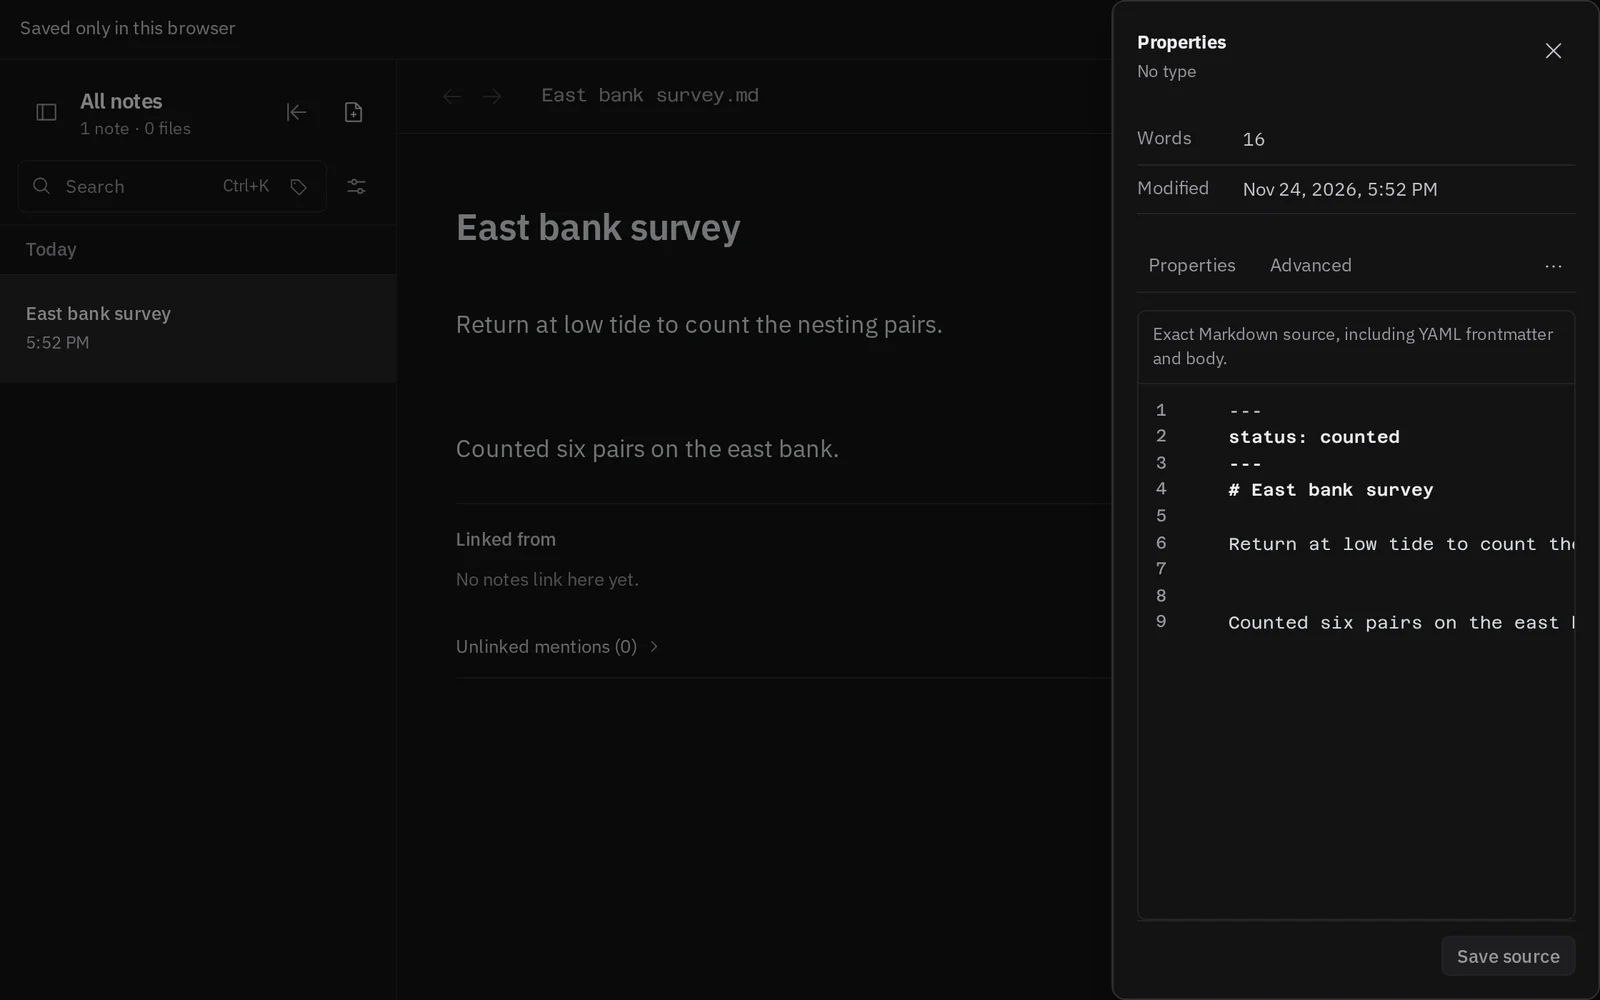 Saved only in this browser
All notes
1 note · 0 files
Search Ctrl+K
Today
East bank survey
5:52 PM
East bank survey.md
East bank survey
Return at low tide to count the nesting pairs.
Counted six pairs on the east bank.
Linked from
No notes link here yet.
Unlinked mentions (0)
Properties
No type
Words 16
Modified Nov 24, 2026, 5:52 PM
Properties Advanced ...
Exact Markdown source, including YAML frontmatter
and body.
1 ---
2 status: counted
3 ---
4 # East bank survey
5
6 Return at low tide to count the
7
8
9 Counted six pairs on the east
Save source